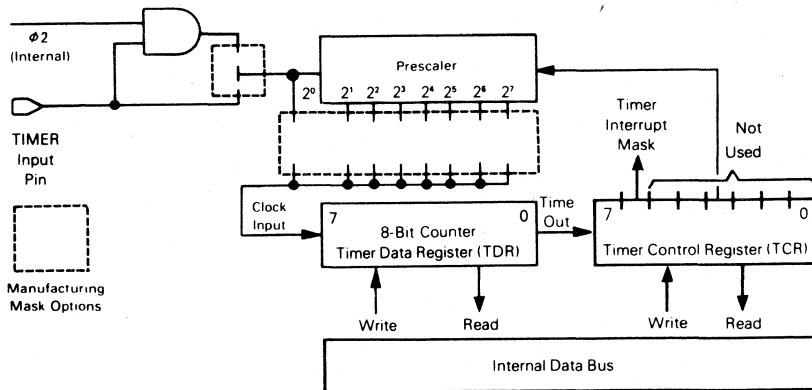 φ2
(Internal)
TIMER
Input
Pin
Manufacturing
Mask Options
Prescaler
2⁰ 2¹ 2² 2³ 2⁴ 2⁵ 2⁶ 2⁷
Timer
Interrupt
Mask
Not
Used
Clock
Input
7 0
8-Bit Counter
Timer Data Register (TDR)
Time
Out
7 0
Timer Control Register (TCR)
Write Read Write Read
Internal Data Bus